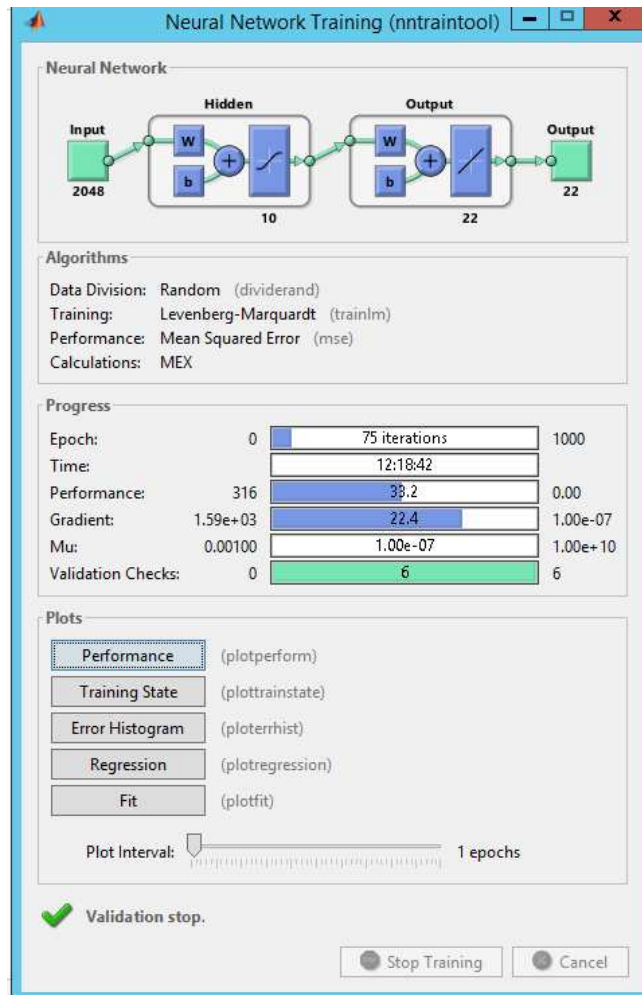 Neural Network Training (nntraintool)
Neural Network
Hidden Output
Input Output
W W
b b
2048 10 22 22
Algorithms
Data Division: Random (dividerand)
Training: Levenberg-Marquardt (trainlm)
Performance: Mean Squared Error (mse)
Calculations: MEX
Progress
Epoch: 0 75 iterations 1000
Time: 12:18:42
Performance: 316 33.2 0.00
Gradient: 1.59e+03 22.4 1.00e-07
Mu: 0.00100 1.00e-07 1.00e+10
Validation Checks: 0 6 6
Plots
Performance (plotperform)
Training State (plottrainstate)
Error Histogram (ploterrhist)
Regression (plotregression)
Fit (plotfit)
Plot Interval: 1 epochs
Validation stop.
Stop Training Cancel